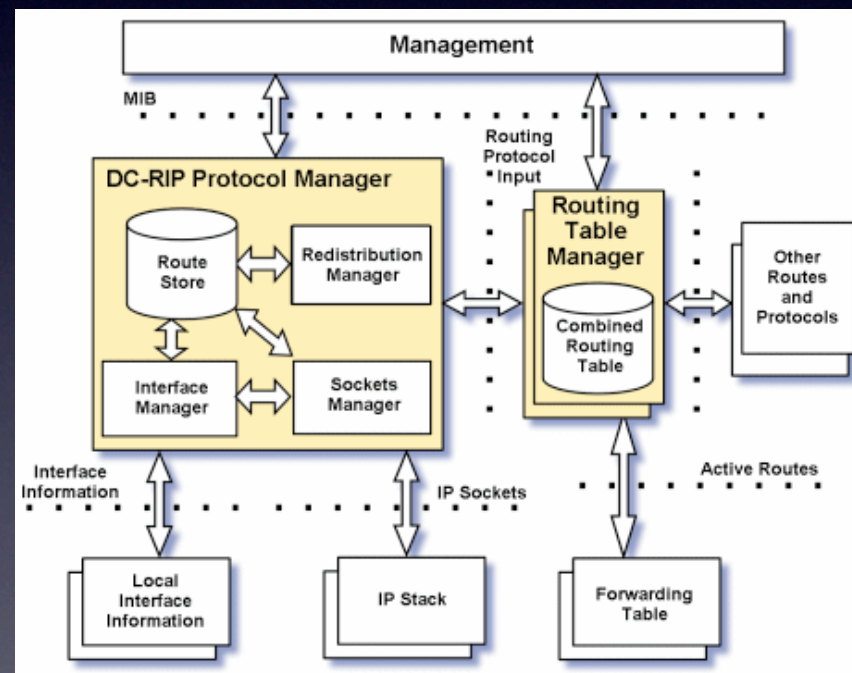 Management
MIB
Routing
Protocol
Input
DC-RIP Protocol Manager
Route
Store
Redistribution
Manager
Interface
Manager
Sockets
Manager
Routing
Table
Manager
Combined
Routing
Table
Other
Routes
and
Protocols
Interface
Information
IP Sockets
Active Routes
Local
Interface
Information
IP Stack
Forwarding
Table